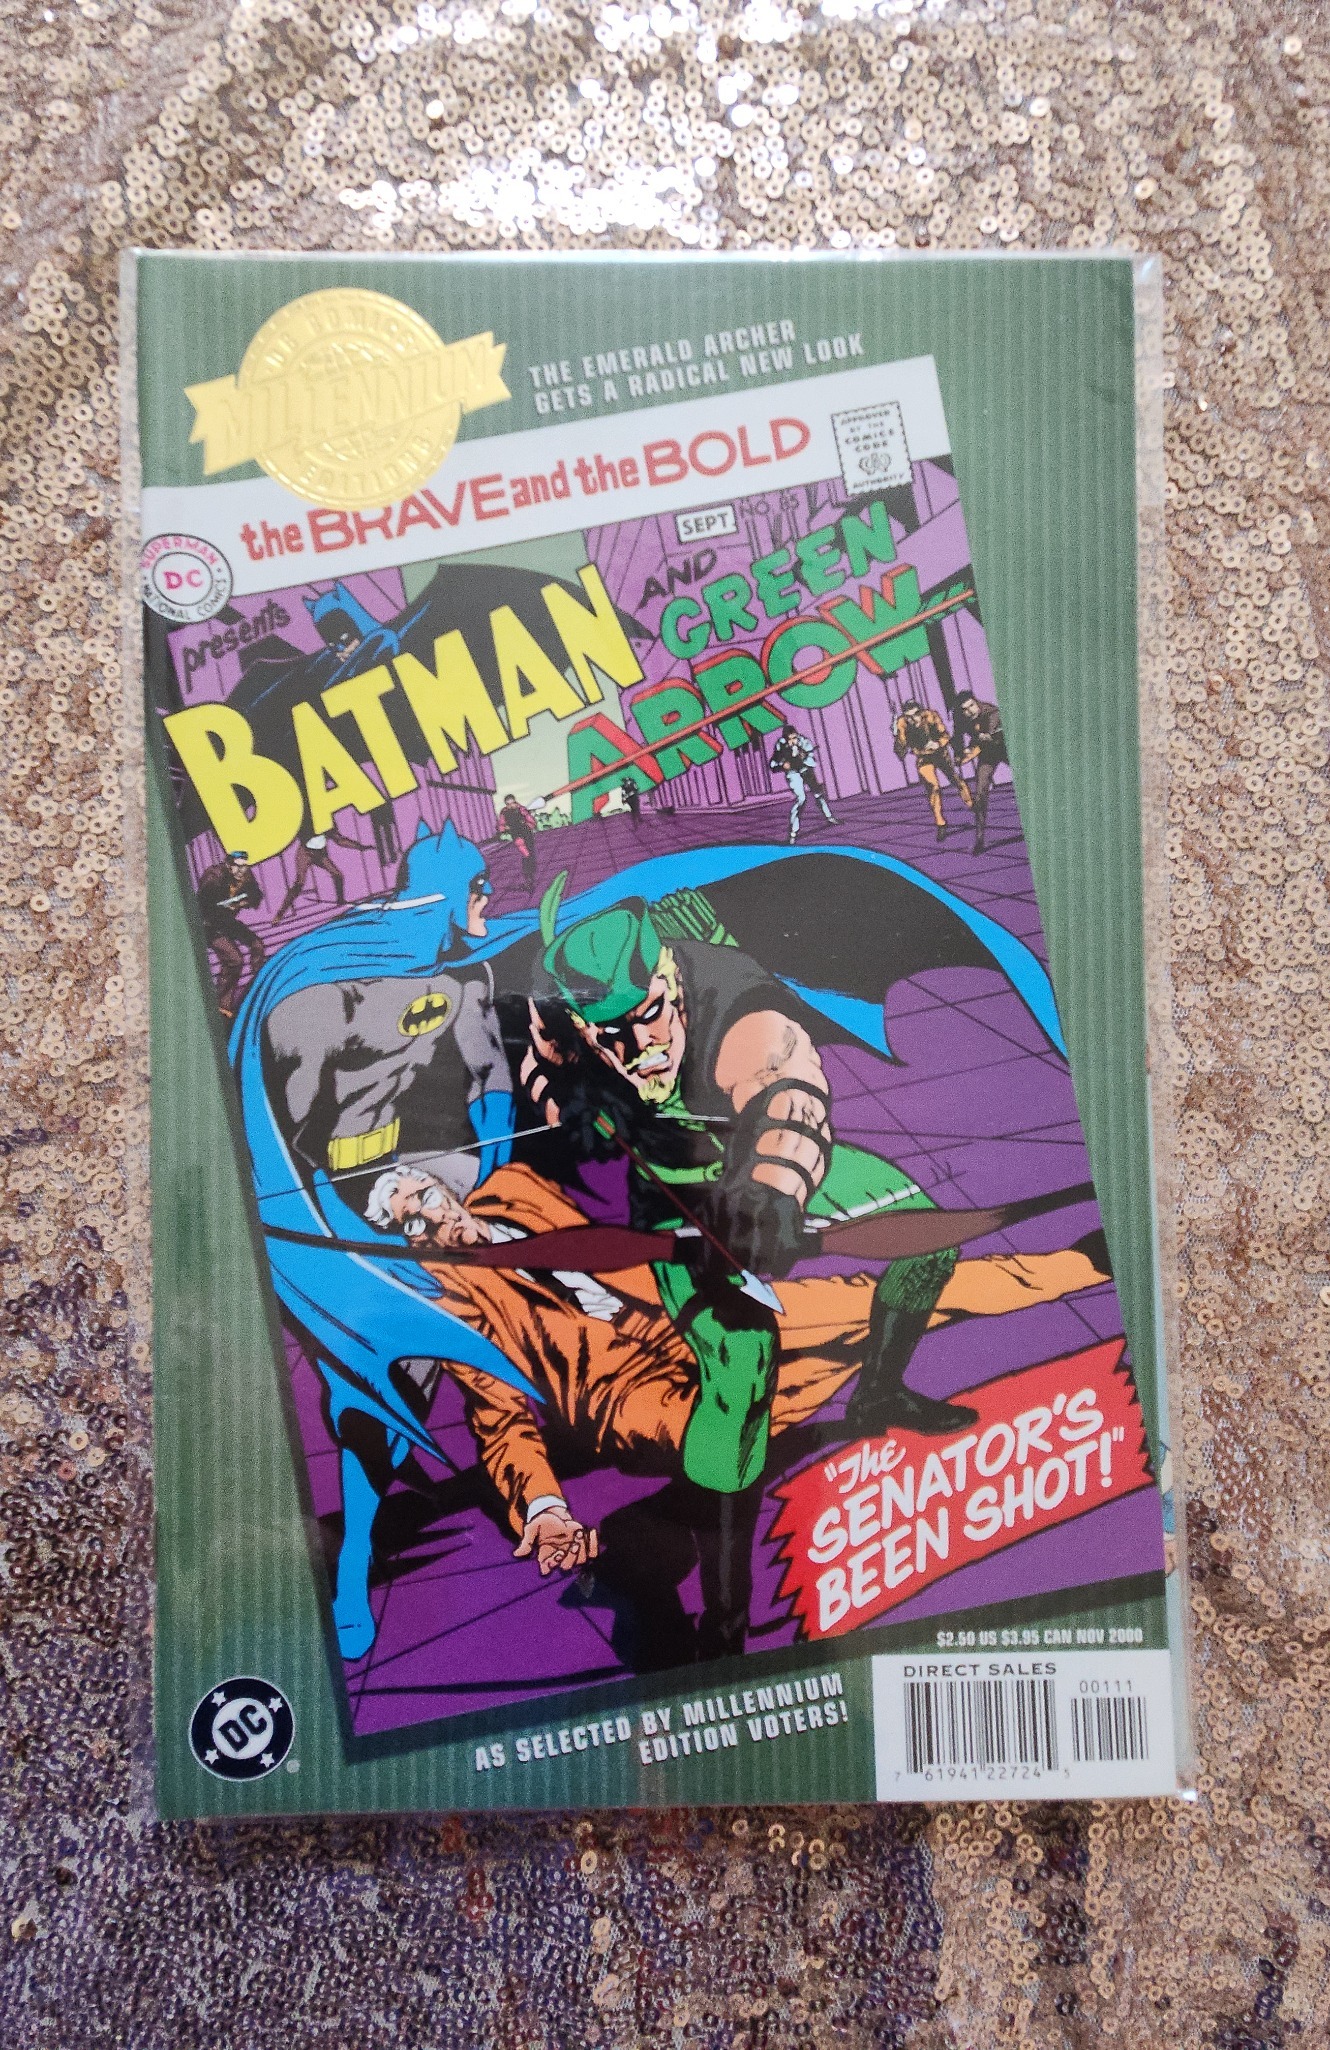 DC COMICS
MILLENNIUM
EDITIONS
THE EMERALD ARCHER
GETS A RADICAL NEW LOOK
the BRAVE and the BOLD
APPROVED
BY THE
COMICS
CODE
CA
AUTHORITY
SUPERMAN
DC
NATIONAL COMICS
SEPT.
NO. 85
presents
BATMAN
AND
GREEN
ARROW
"The
SENATOR'S
BEEN SHOT!"
$2.50 US $3.95 CAN NOV 2000
DIRECT SALES
00111
7 61941 22724 5
DC
AS SELECTED BY MILLENNIUM
EDITION VOTERS!